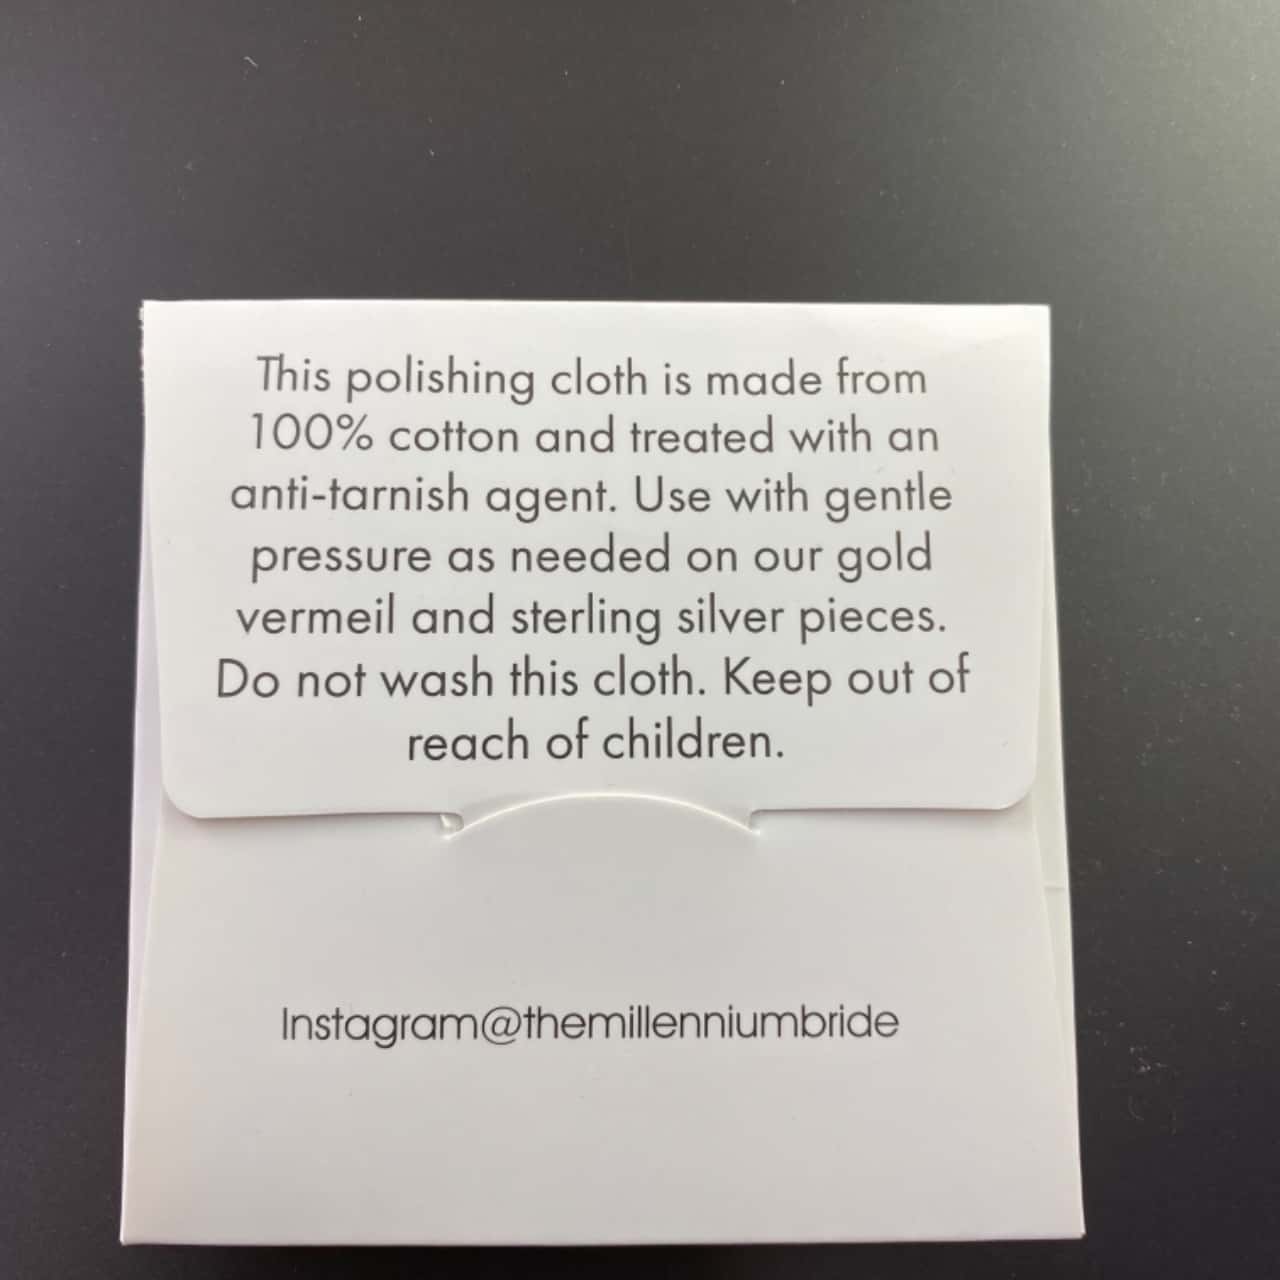 This polishing cloth is made from
100% cotton and treated with an
anti-tarnish agent. Use with gentle
pressure as needed on our gold
vermeil and sterling silver pieces.
Do not wash this cloth. Keep out of
reach of children.
Instagram@themillenniumbride